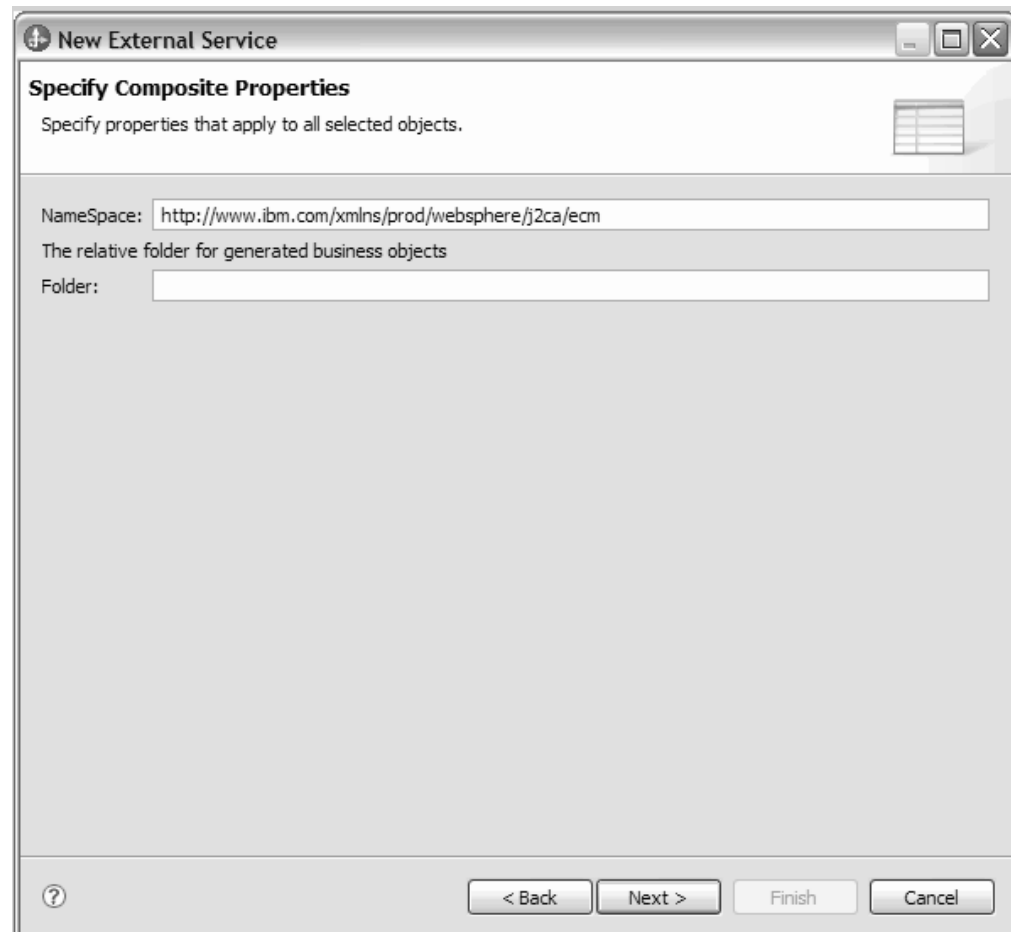 New External Service
Specify Composite Properties
Specify properties that apply to all selected objects.
NameSpace: http://www.ibm.com/xmlns/prod/websphere/j2ca/ecm
The relative folder for generated business objects
Folder:
? < Back Next > Finish Cancel